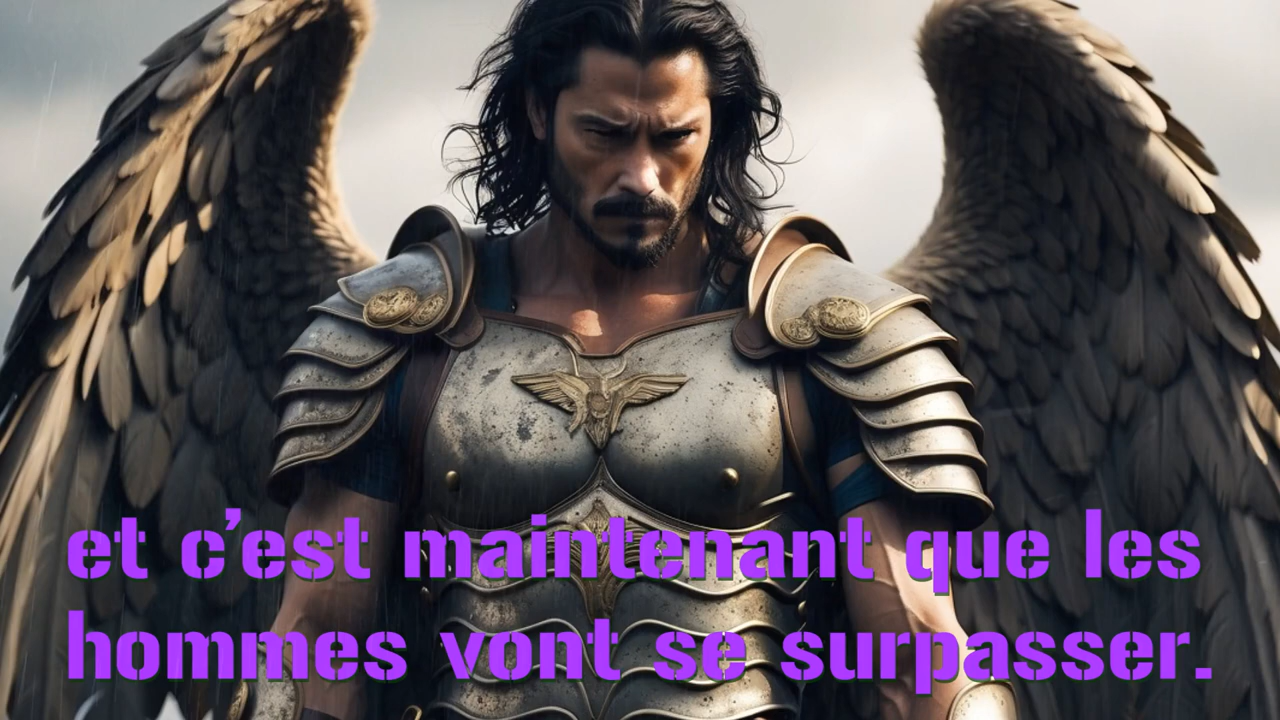 et c’est maintenant que les
hommes vont se surpasser.